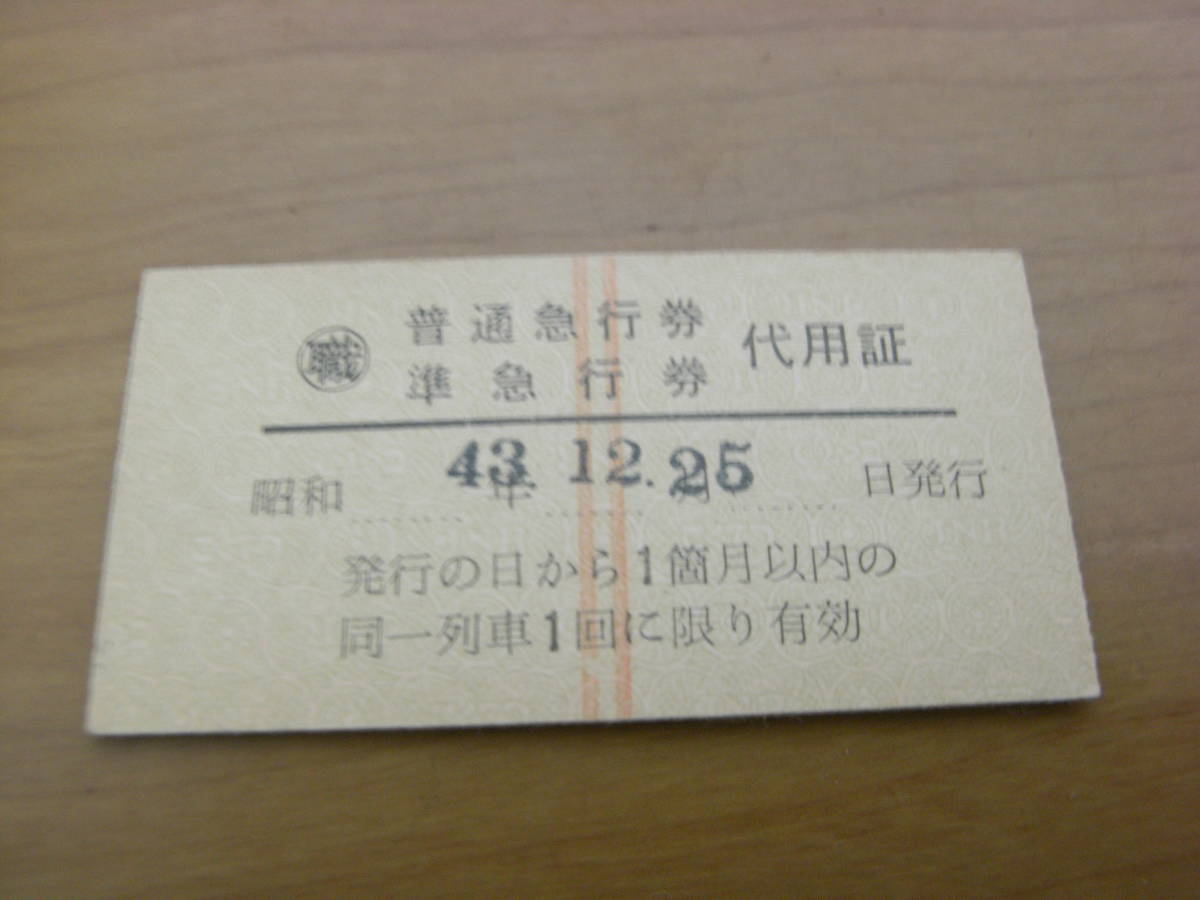 ㊩ 普通急行券 代用証
準急行券
43.12.25
昭和 年 月 日発行
発行の日から1箇月以内の
同一列車1回に限り有効